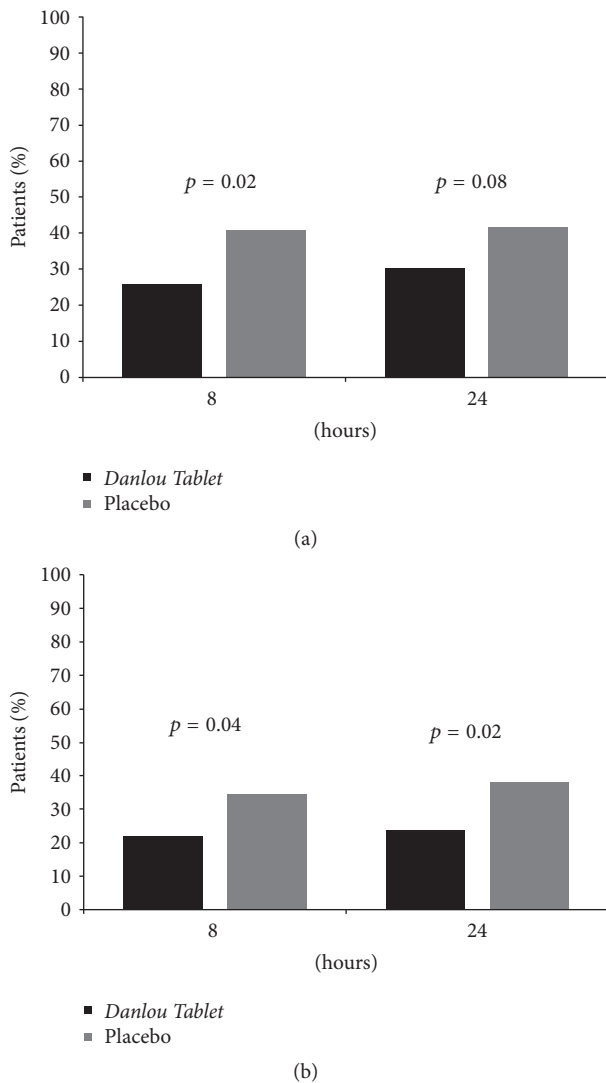 100
90
80
70
60
50
40
30
20
10
0
Patients (%)
p = 0.02
p = 0.08
8
24
(hours)
Danlou Tablet
Placebo
(a)
100
90
80
70
60
50
40
30
20
10
0
Patients (%)
p = 0.04
p = 0.02
8
24
(hours)
Danlou Tablet
Placebo
(b)